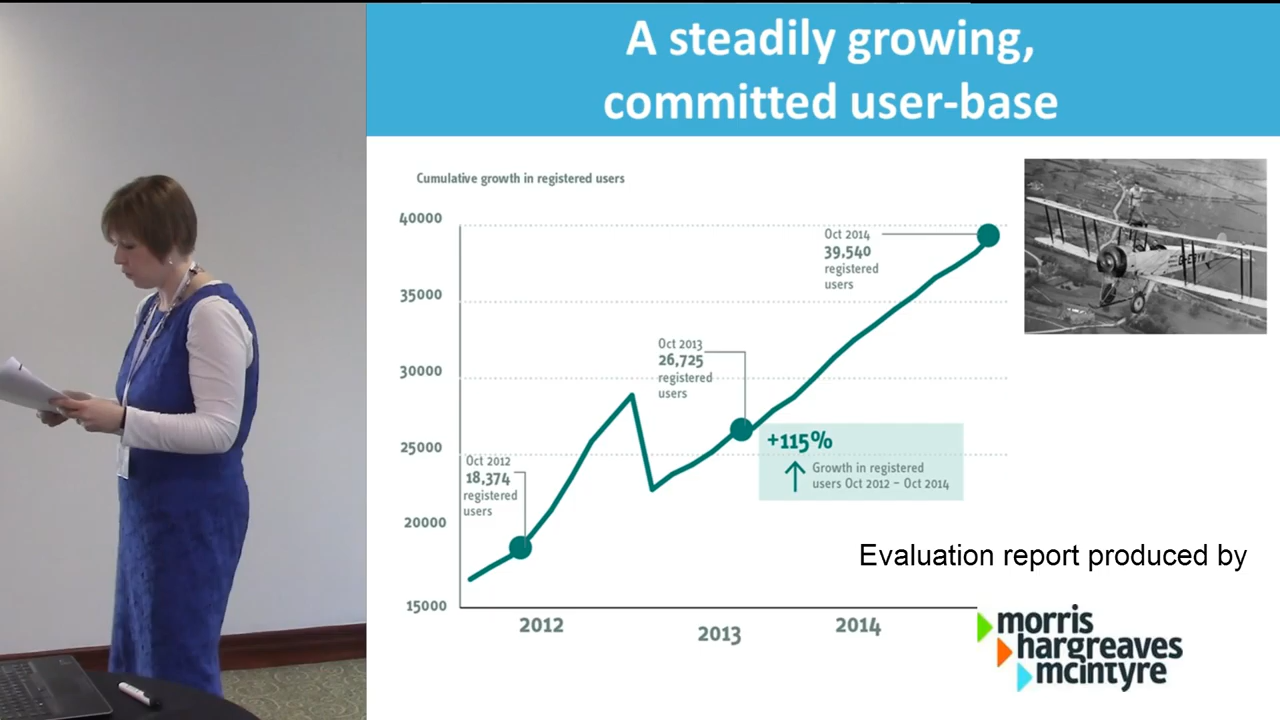 A steadily growing,
committed user-base
Cumulative growth in registered users
40000
35000
30000
25000
20000
15000
Oct 2014
39,540
registered
users
Oct 2013
26,725
registered
users
+115%
Growth in registered
users Oct 2012 – Oct 2014
Oct 2012
18,374
registered
users
2012
2013
2014
G-EBYW
Evaluation report produced by
morris
hargreaves
mcintyre